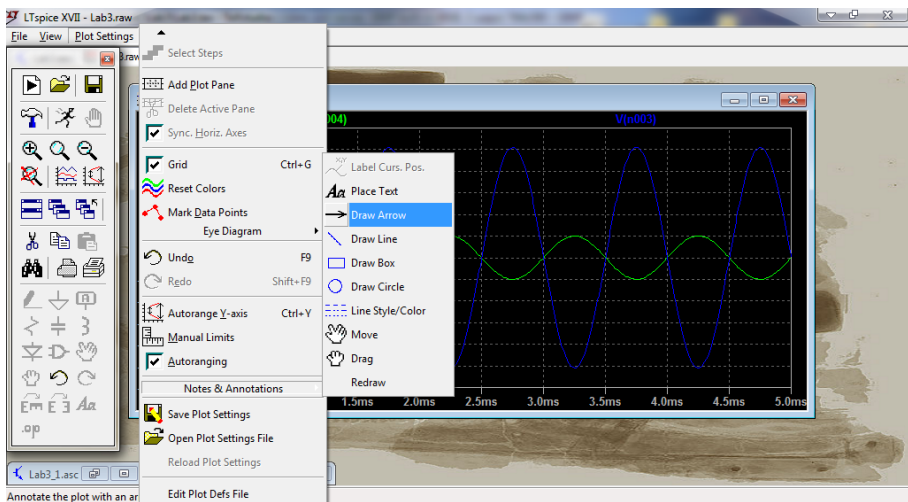 LTspice XVII - Lab3.raw
File View Plot Settings
Select Steps
Add Plot Pane
Delete Active Pane
Sync. Horiz. Axes
Grid Ctrl+G
Reset Colors
Mark Data Points
Eye Diagram
Undo F9
Redo Shift+F9
Autorange Y-axis Ctrl+Y
Manual Limits
Autoranging
Notes & Annotations
Save Plot Settings
Open Plot Settings File
Reload Plot Settings
Edit Plot Defs File
Label Curs. Pos.
Aa Place Text
Draw Arrow
Draw Line
Draw Box
Draw Circle
Line Style/Color
Move
Drag
Redraw
004) V(n003)
1.5ms 2.0ms 2.5ms 3.0ms 3.5ms 4.0ms 4.5ms 5.0ms
Aa
.op
Lab3_1.asc
Annotate the plot with an ar